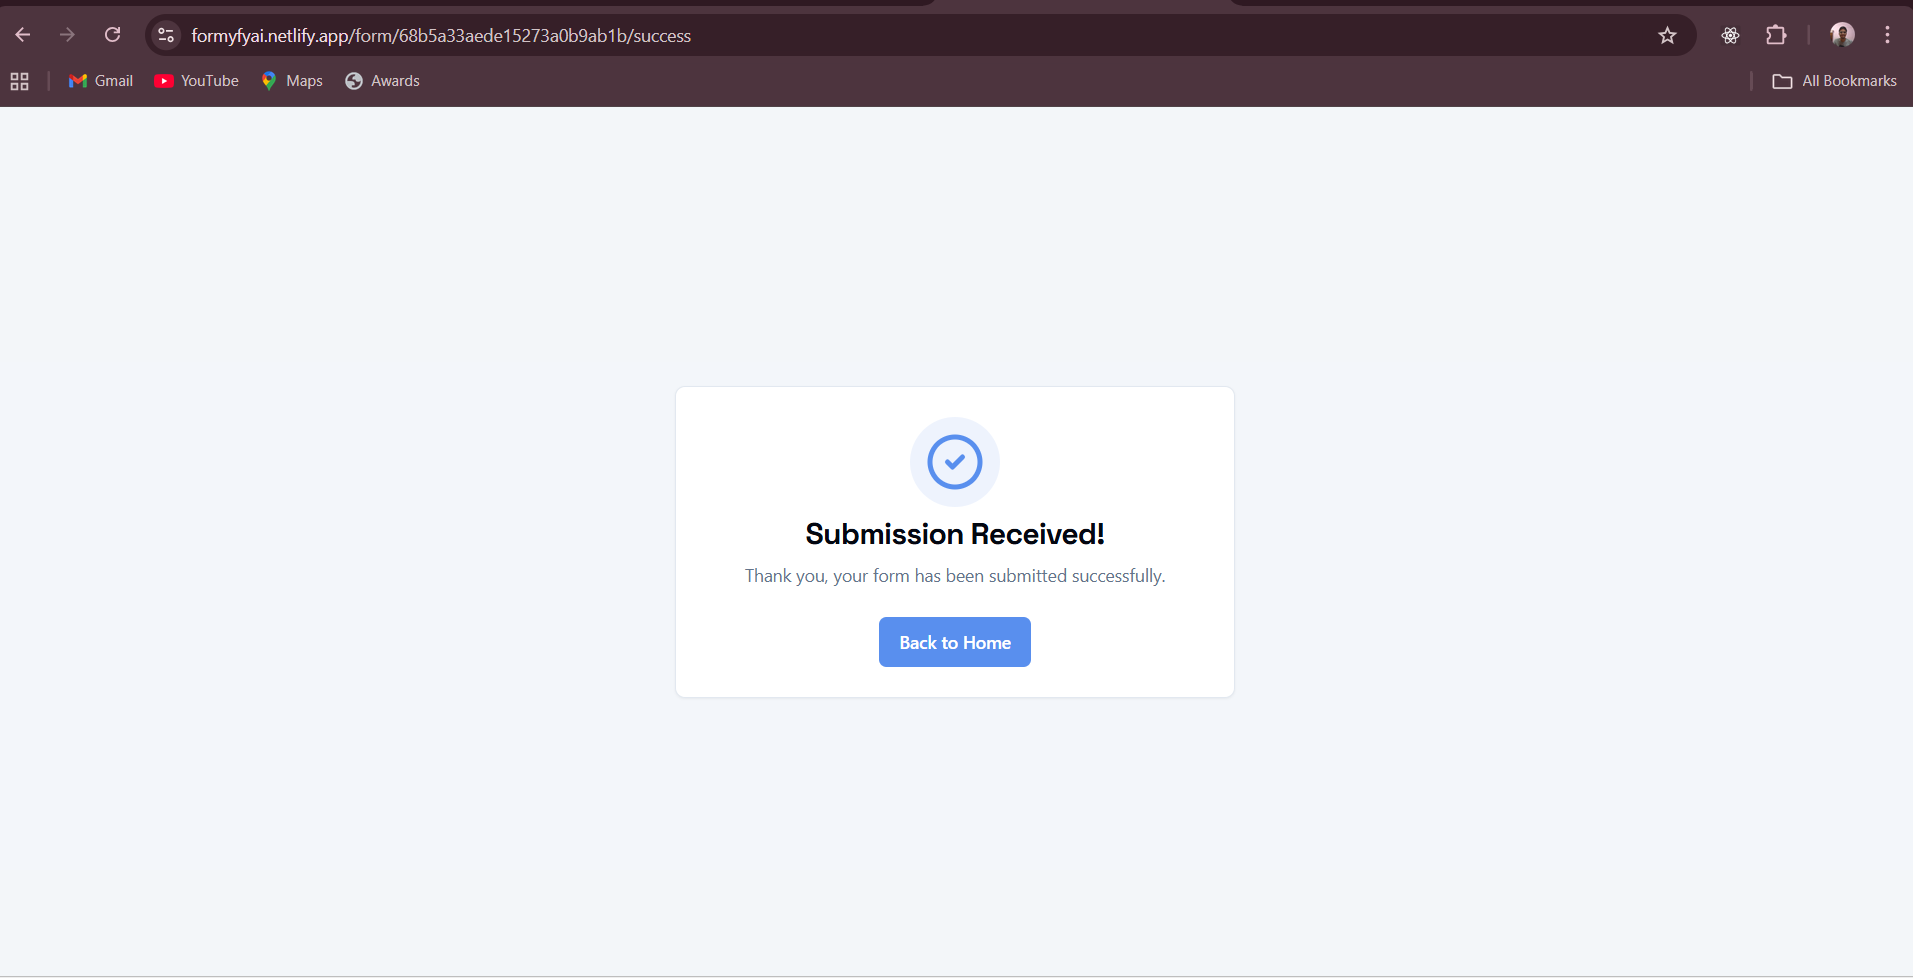 formyfyai.netlify.app/form/68b5a33aede15273a0b9ab1b/success
Gmail YouTube Maps Awards All Bookmarks
Submission Received!
Thank you, your form has been submitted successfully.
Back to Home